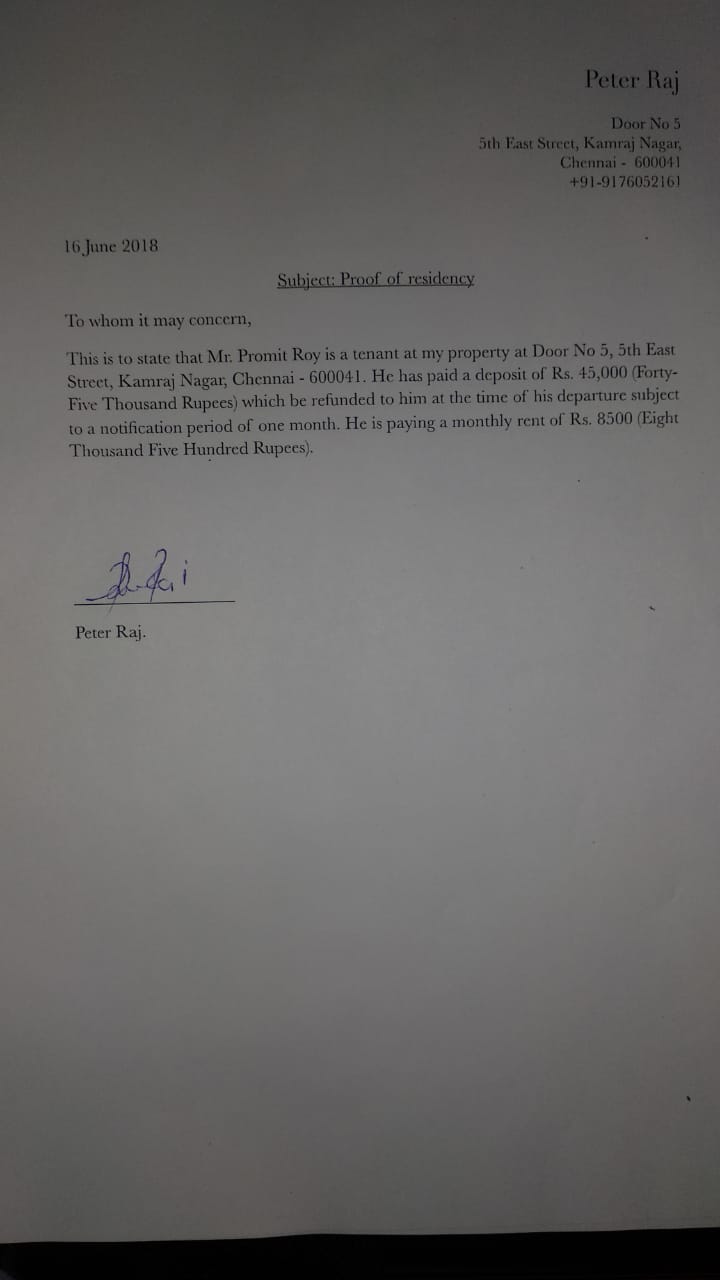 Peter Raj
Door No 5
5th East Street, Kamraj Nagar,
Chennai - 600041
+91-9176052161
16 June 2018
Subject: Proof of residency
To whom it may concern,
This is to state that Mr. Promit Roy is a tenant at my property at Door No 5, 5th East
Street, Kamraj Nagar, Chennai - 600041. He has paid a deposit of Rs. 45,000 (Forty-
Five Thousand Rupees) which be refunded to him at the time of his departure subject
to a notification period of one month. He is paying a monthly rent of Rs. 8500 (Eight
Thousand Five Hundred Rupees).
Peter Raj.